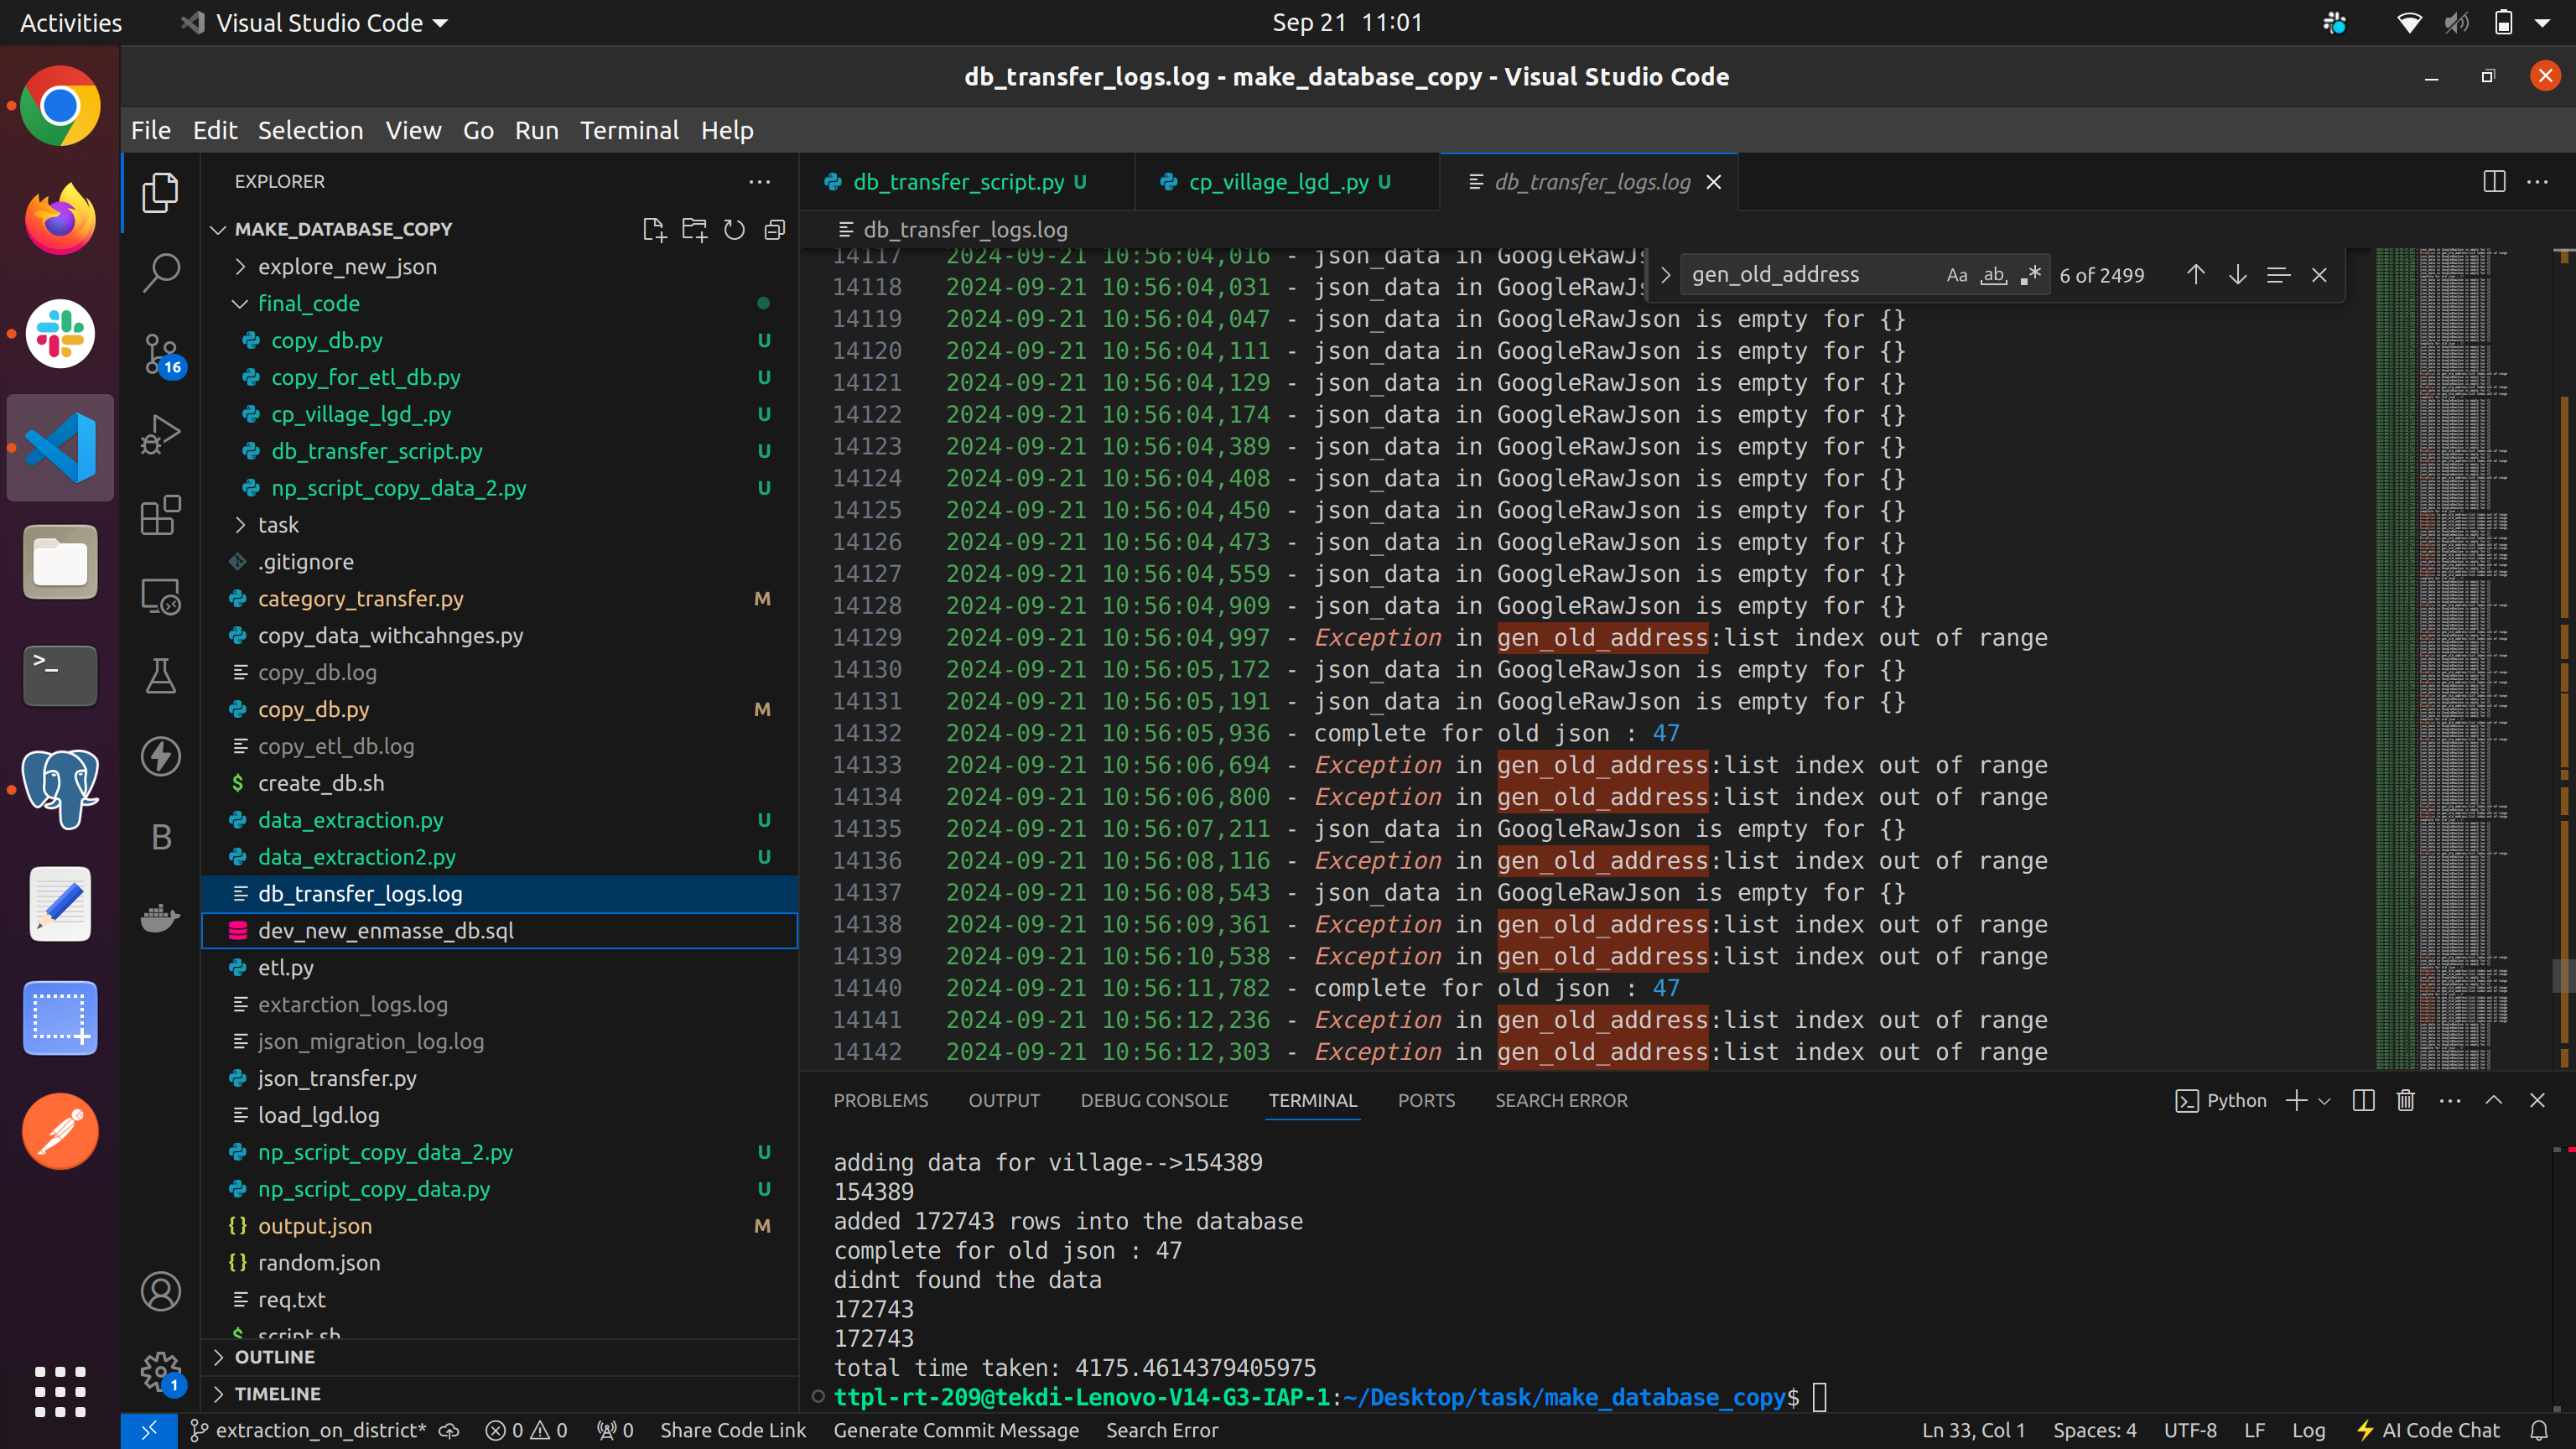 Activities
Visual Studio Code
Sep 21 11:01
db_transfer_logs.log - make_database_copy - Visual Studio Code
File Edit Selection View Go Run Terminal Help
EXPLORER
MAKE_DATABASE_COPY
explore_new_json
final_code
copy_db.py U
copy_for_etl_db.py U
cp_village_lgd_.py U
db_transfer_script.py U
np_script_copy_data_2.py U
task
.gitignore
category_transfer.py M
copy_data_withcahnges.py
copy_db.log
copy_db.py M
copy_etl_db.log
create_db.sh
data_extraction.py U
data_extraction2.py U
db_transfer_logs.log
dev_new_enmasse_db.sql
etl.py
extarction_logs.log
json_migration_log.log
json_transfer.py
load_lgd.log
np_script_copy_data_2.py U
np_script_copy_data.py U
output.json M
random.json
req.txt
script.sh
OUTLINE
TIMELINE
16
B
1
db_transfer_script.py U
cp_village_lgd_.py U
db_transfer_logs.log
db_transfer_logs.log
gen_old_address Aa ab 6 of 2499
14117 2024-09-21 10:56:04,016 - json_data in GoogleRawJs
14118 2024-09-21 10:56:04,031 - json_data in GoogleRawJs
14119 2024-09-21 10:56:04,047 - json_data in GoogleRawJson is empty for {}
14120 2024-09-21 10:56:04,111 - json_data in GoogleRawJson is empty for {}
14121 2024-09-21 10:56:04,129 - json_data in GoogleRawJson is empty for {}
14122 2024-09-21 10:56:04,174 - json_data in GoogleRawJson is empty for {}
14123 2024-09-21 10:56:04,389 - json_data in GoogleRawJson is empty for {}
14124 2024-09-21 10:56:04,408 - json_data in GoogleRawJson is empty for {}
14125 2024-09-21 10:56:04,450 - json_data in GoogleRawJson is empty for {}
14126 2024-09-21 10:56:04,473 - json_data in GoogleRawJson is empty for {}
14127 2024-09-21 10:56:04,559 - json_data in GoogleRawJson is empty for {}
14128 2024-09-21 10:56:04,909 - json_data in GoogleRawJson is empty for {}
14129 2024-09-21 10:56:04,997 - Exception in gen_old_address:list index out of range
14130 2024-09-21 10:56:05,172 - json_data in GoogleRawJson is empty for {}
14131 2024-09-21 10:56:05,191 - json_data in GoogleRawJson is empty for {}
14132 2024-09-21 10:56:05,936 - complete for old json : 47
14133 2024-09-21 10:56:06,694 - Exception in gen_old_address:list index out of range
14134 2024-09-21 10:56:06,800 - Exception in gen_old_address:list index out of range
14135 2024-09-21 10:56:07,211 - json_data in GoogleRawJson is empty for {}
14136 2024-09-21 10:56:08,116 - Exception in gen_old_address:list index out of range
14137 2024-09-21 10:56:08,543 - json_data in GoogleRawJson is empty for {}
14138 2024-09-21 10:56:09,361 - Exception in gen_old_address:list index out of range
14139 2024-09-21 10:56:10,538 - Exception in gen_old_address:list index out of range
14140 2024-09-21 10:56:11,782 - complete for old json : 47
14141 2024-09-21 10:56:12,236 - Exception in gen_old_address:list index out of range
14142 2024-09-21 10:56:12,303 - Exception in gen_old_address:list index out of range
PROBLEMS OUTPUT DEBUG CONSOLE TERMINAL PORTS SEARCH ERROR
Python
adding data for village-->154389
154389
added 172743 rows into the database
complete for old json : 47
didnt found the data
172743
172743
total time taken: 4175.4614379405975
ttpl-rt-209@tekdi-Lenovo-V14-G3-IAP-1:~/Desktop/task/make_database_copy$
extraction_on_district* 0 0 0 Share Code Link Generate Commit Message Search Error
Ln 33, Col 1 Spaces: 4 UTF-8 LF Log AI Code Chat